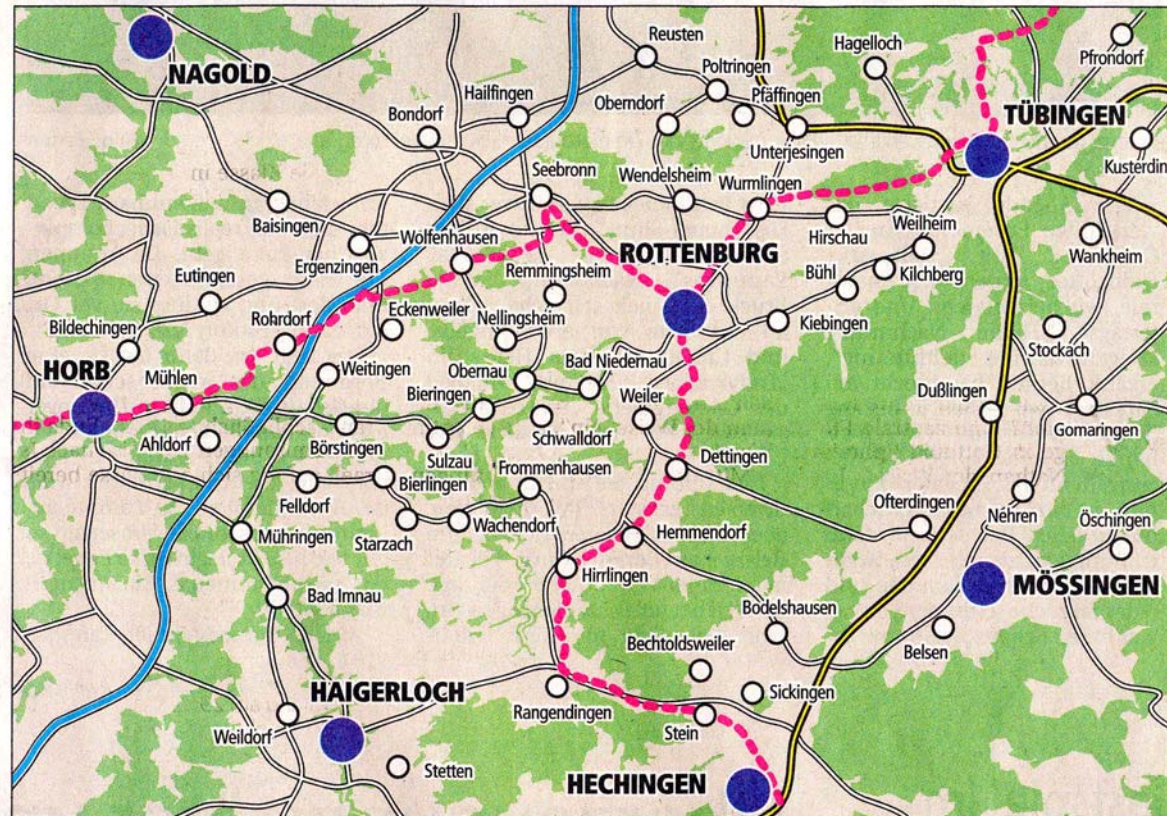 NAGOLD
Reusten
Hagelloch
Pfrondorf
Poltringen
Hailfingen
Bondorf
Oberndorf
Pfäffingen
TÜBINGEN
Unterjesingen
Kusterdin
Seebronn
Wendelsheim
Wurmlingen
Baisingen
Wolfenhausen
Hirschau
Weilheim
Ergenzingen
ROTTENBURG
Wankheim
Remmingsheim
Bühl
Kilchberg
Eutingen
Eckenweiler
Nellingsheim
Kiebingen
Bildechingen
Rohrdorf
Stockach
Bad Niedernau
HORB
Mühlen
Weitingen
Obernau
Dußlingen
Bieringen
Weiler
Schwalldorf
Gomaringen
Ahldorf
Börstingen
Sulzau
Frommenhausen
Dettingen
Bierlingen
Felldorf
Ofterdingen
Nehren
Öschingen
Mühringen
Starzach
Wachendorf
Hemmendorf
Hirrlingen
MÖSSINGEN
Bad Imnau
Bodelshausen
Bechtoldsweiler
Belsen
HAIGERLOCH
Rangendingen
Sickingen
Weildorf
Stein
Stetten
HECHINGEN